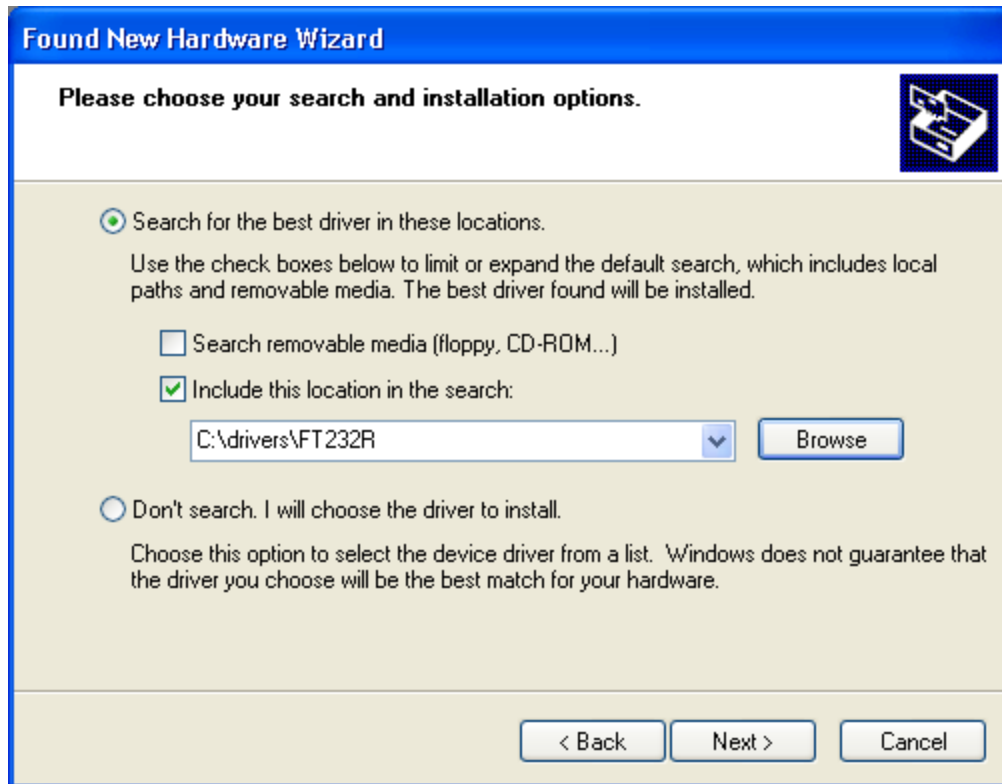 Found New Hardware Wizard
Please choose your search and installation options.
Search for the best driver in these locations.
Use the check boxes below to limit or expand the default search, which includes local
paths and removable media. The best driver found will be installed.
Search removable media (floppy, CD-ROM...)
Include this location in the search:
C:\drivers\FT232R
Browse
Don't search. I will choose the driver to install.
Choose this option to select the device driver from a list.  Windows does not guarantee that
the driver you choose will be the best match for your hardware.
< Back Next > Cancel